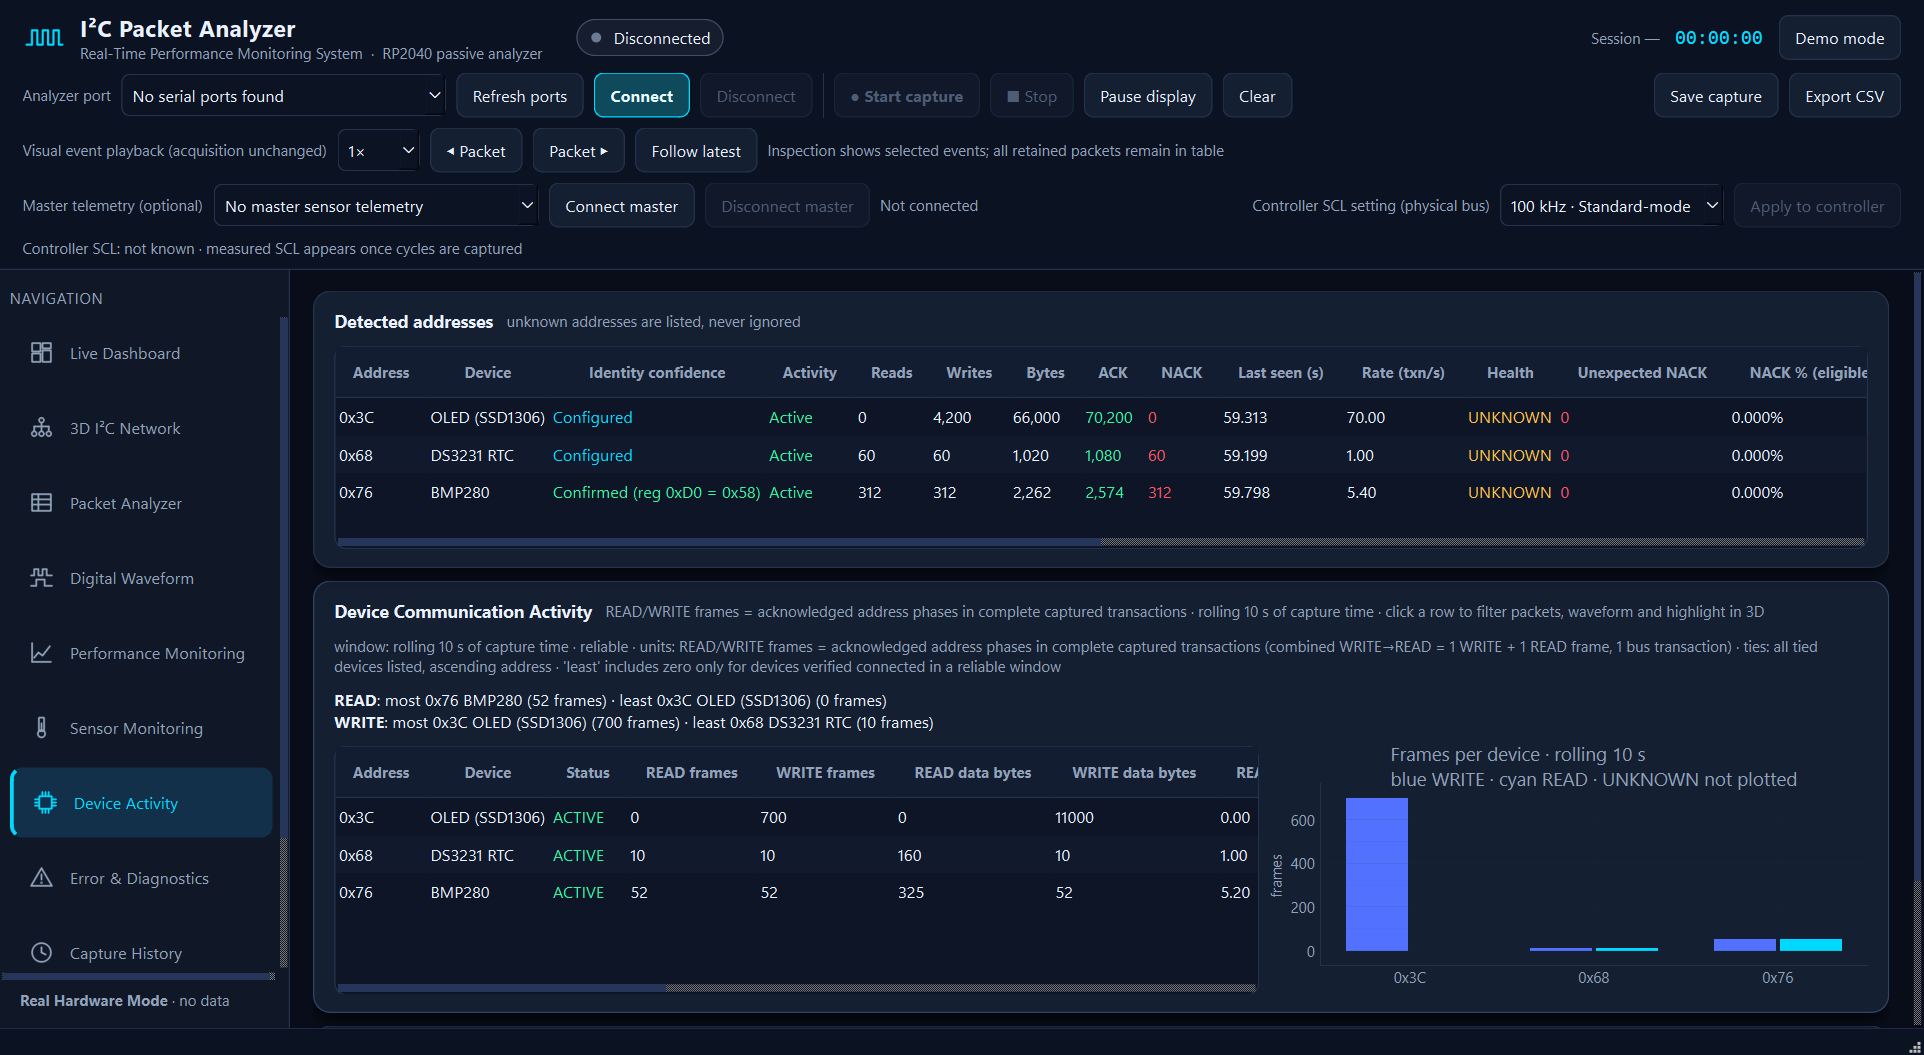 I²C Packet Analyzer
Real-Time Performance Monitoring System · RP2040 passive analyzer
Disconnected
Session — 00:00:00 Demo mode
Analyzer port No serial ports found Refresh ports Connect Disconnect ● Start capture ■ Stop Pause display Clear Save capture Export CSV
Visual event playback (acquisition unchanged) 1× ◂ Packet Packet ▸ Follow latest Inspection shows selected events; all retained packets remain in table
Master telemetry (optional) No master sensor telemetry Connect master Disconnect master Not connected Controller SCL setting (physical bus) 100 kHz · Standard-mode Apply to controller
Controller SCL: not known · measured SCL appears once cycles are captured
NAVIGATION
Live Dashboard
3D I²C Network
Packet Analyzer
Digital Waveform
Performance Monitoring
Sensor Monitoring
Device Activity
Error & Diagnostics
Capture History
Real Hardware Mode · no data
Detected addresses unknown addresses are listed, never ignored
Address Device Identity confidence Activity Reads Writes Bytes ACK NACK Last seen (s) Rate (txn/s) Health Unexpected NACK NACK % (eligible
0x3C OLED (SSD1306) Configured Active 0 4,200 66,000 70,200 0 59.313 70.00 UNKNOWN 0 0.000%
0x68 DS3231 RTC Configured Active 60 60 1,020 1,080 60 59.199 1.00 UNKNOWN 0 0.000%
0x76 BMP280 Confirmed (reg 0xD0 = 0x58) Active 312 312 2,262 2,574 312 59.798 5.40 UNKNOWN 0 0.000%
Device Communication Activity READ/WRITE frames = acknowledged address phases in complete captured transactions · rolling 10 s of capture time · click a row to filter packets, waveform and highlight in 3D
window: rolling 10 s of capture time · reliable · units: READ/WRITE frames = acknowledged address phases in complete captured transactions (combined WRITE→READ = 1 WRITE + 1 READ frame, 1 bus transaction) · ties: all tied
devices listed, ascending address · 'least' includes zero only for devices verified connected in a reliable window
READ: most 0x76 BMP280 (52 frames) · least 0x3C OLED (SSD1306) (0 frames)
WRITE: most 0x3C OLED (SSD1306) (700 frames) · least 0x68 DS3231 RTC (10 frames)
Address Device Status READ frames WRITE frames READ data bytes WRITE data bytes REA
0x3C OLED (SSD1306) ACTIVE 0 700 0 11000 0.00
0x68 DS3231 RTC ACTIVE 10 10 160 10 1.00
0x76 BMP280 ACTIVE 52 52 325 52 5.20
Frames per device · rolling 10 s
blue WRITE · cyan READ · UNKNOWN not plotted
frames
600
400
200
0
0x3C 0x68 0x76